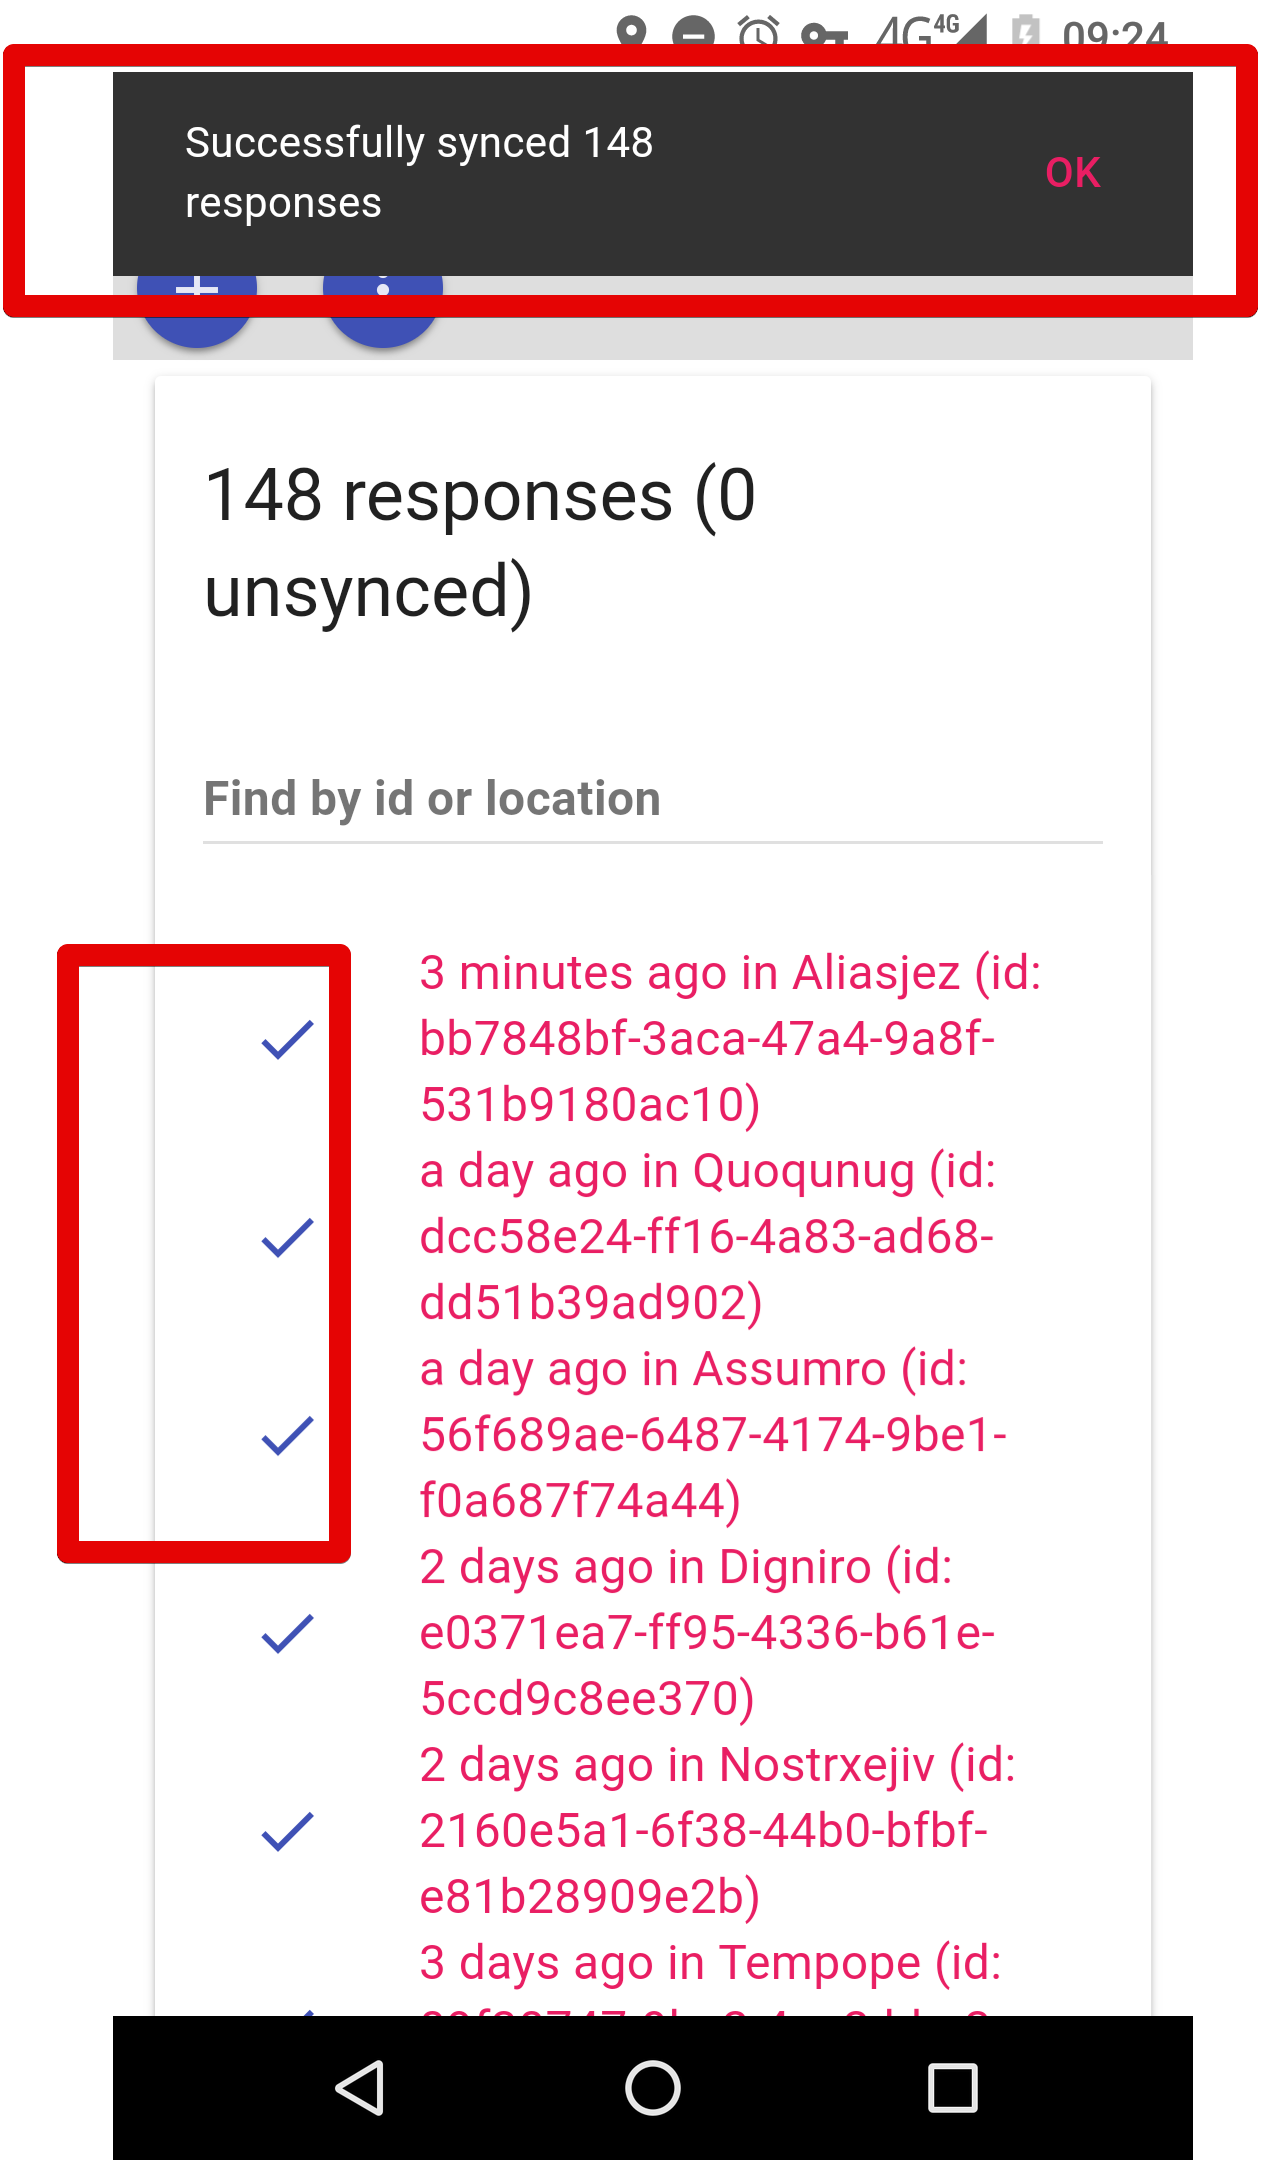 4G 4G 09:24
Successfully synced 148
responses
OK
148 responses (0
unsynced)
Find by id or location
3 minutes ago in Aliasjez (id:
bb7848bf-3aca-47a4-9a8f-
531b9180ac10)
a day ago in Quoqunug (id:
dcc58e24-ff16-4a83-ad68-
dd51b39ad902)
a day ago in Assumro (id:
56f689ae-6487-4174-9be1-
f0a687f74a44)
2 days ago in Digniro (id:
e0371ea7-ff95-4336-b61e-
5ccd9c8ee370)
2 days ago in Nostrxejiv (id:
2160e5a1-6f38-44b0-bfbf-
e81b28909e2b)
3 days ago in Tempope (id: